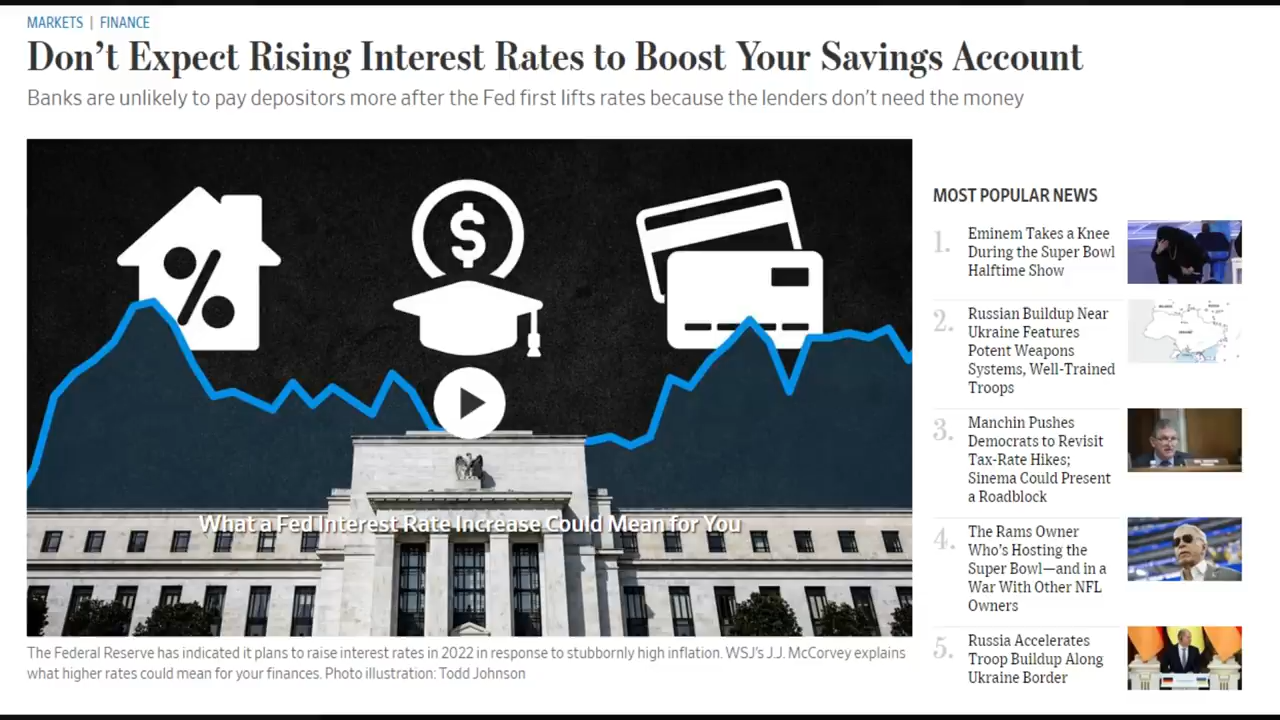 MARKETS | FINANCE
Don’t Expect Rising Interest Rates to Boost Your Savings Account
Banks are unlikely to pay depositors more after the Fed first lifts rates because the lenders don’t need the money
%
$
What a Fed Interest Rate Increase Could Mean for You
The Federal Reserve has indicated it plans to raise interest rates in 2022 in response to stubbornly high inflation. WSJ’s J.J. McCorvey explains
what higher rates could mean for your finances. Photo illustration: Todd Johnson
MOST POPULAR NEWS
1.
Eminem Takes a Knee
During the Super Bowl
Halftime Show
2.
Russian Buildup Near
Ukraine Features
Potent Weapons
Systems, Well-Trained
Troops
3.
Manchin Pushes
Democrats to Revisit
Tax-Rate Hikes;
Sinema Could Present
a Roadblock
4.
The Rams Owner
Who’s Hosting the
Super Bowl—and in a
War With Other NFL
Owners
5.
Russia Accelerates
Troop Buildup Along
Ukraine Border